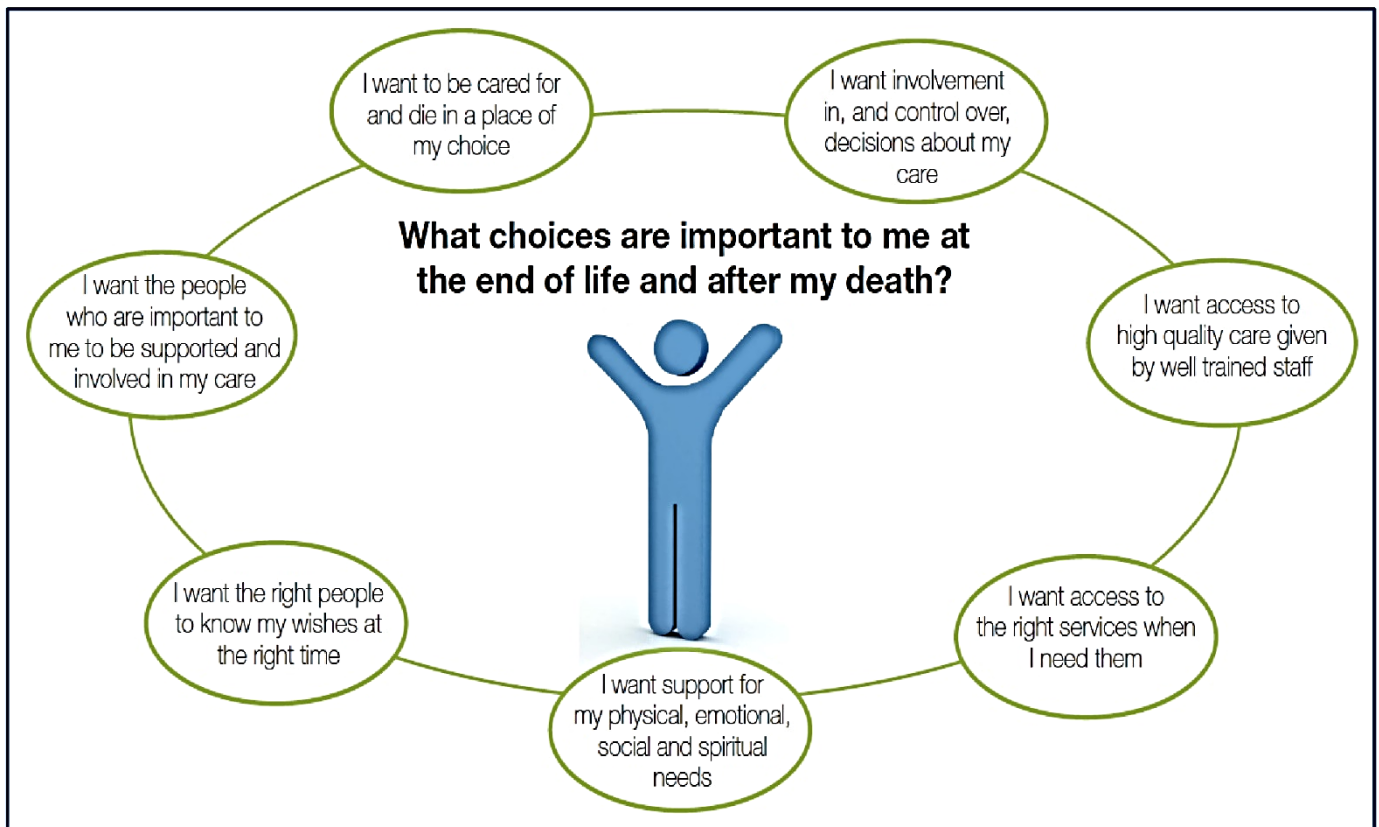 What choices are important to me at
the end of life and after my death?
I want to be cared for
and die in a place of
my choice
I want involvement
in, and control over,
decisions about my
care
I want access to
high quality care given
by well trained staff
I want access to
the right services when
I need them
I want support for
my physical, emotional,
social and spiritual
needs
I want the right people
to know my wishes at
the right time
I want the people
who are important to
me to be supported and
involved in my care